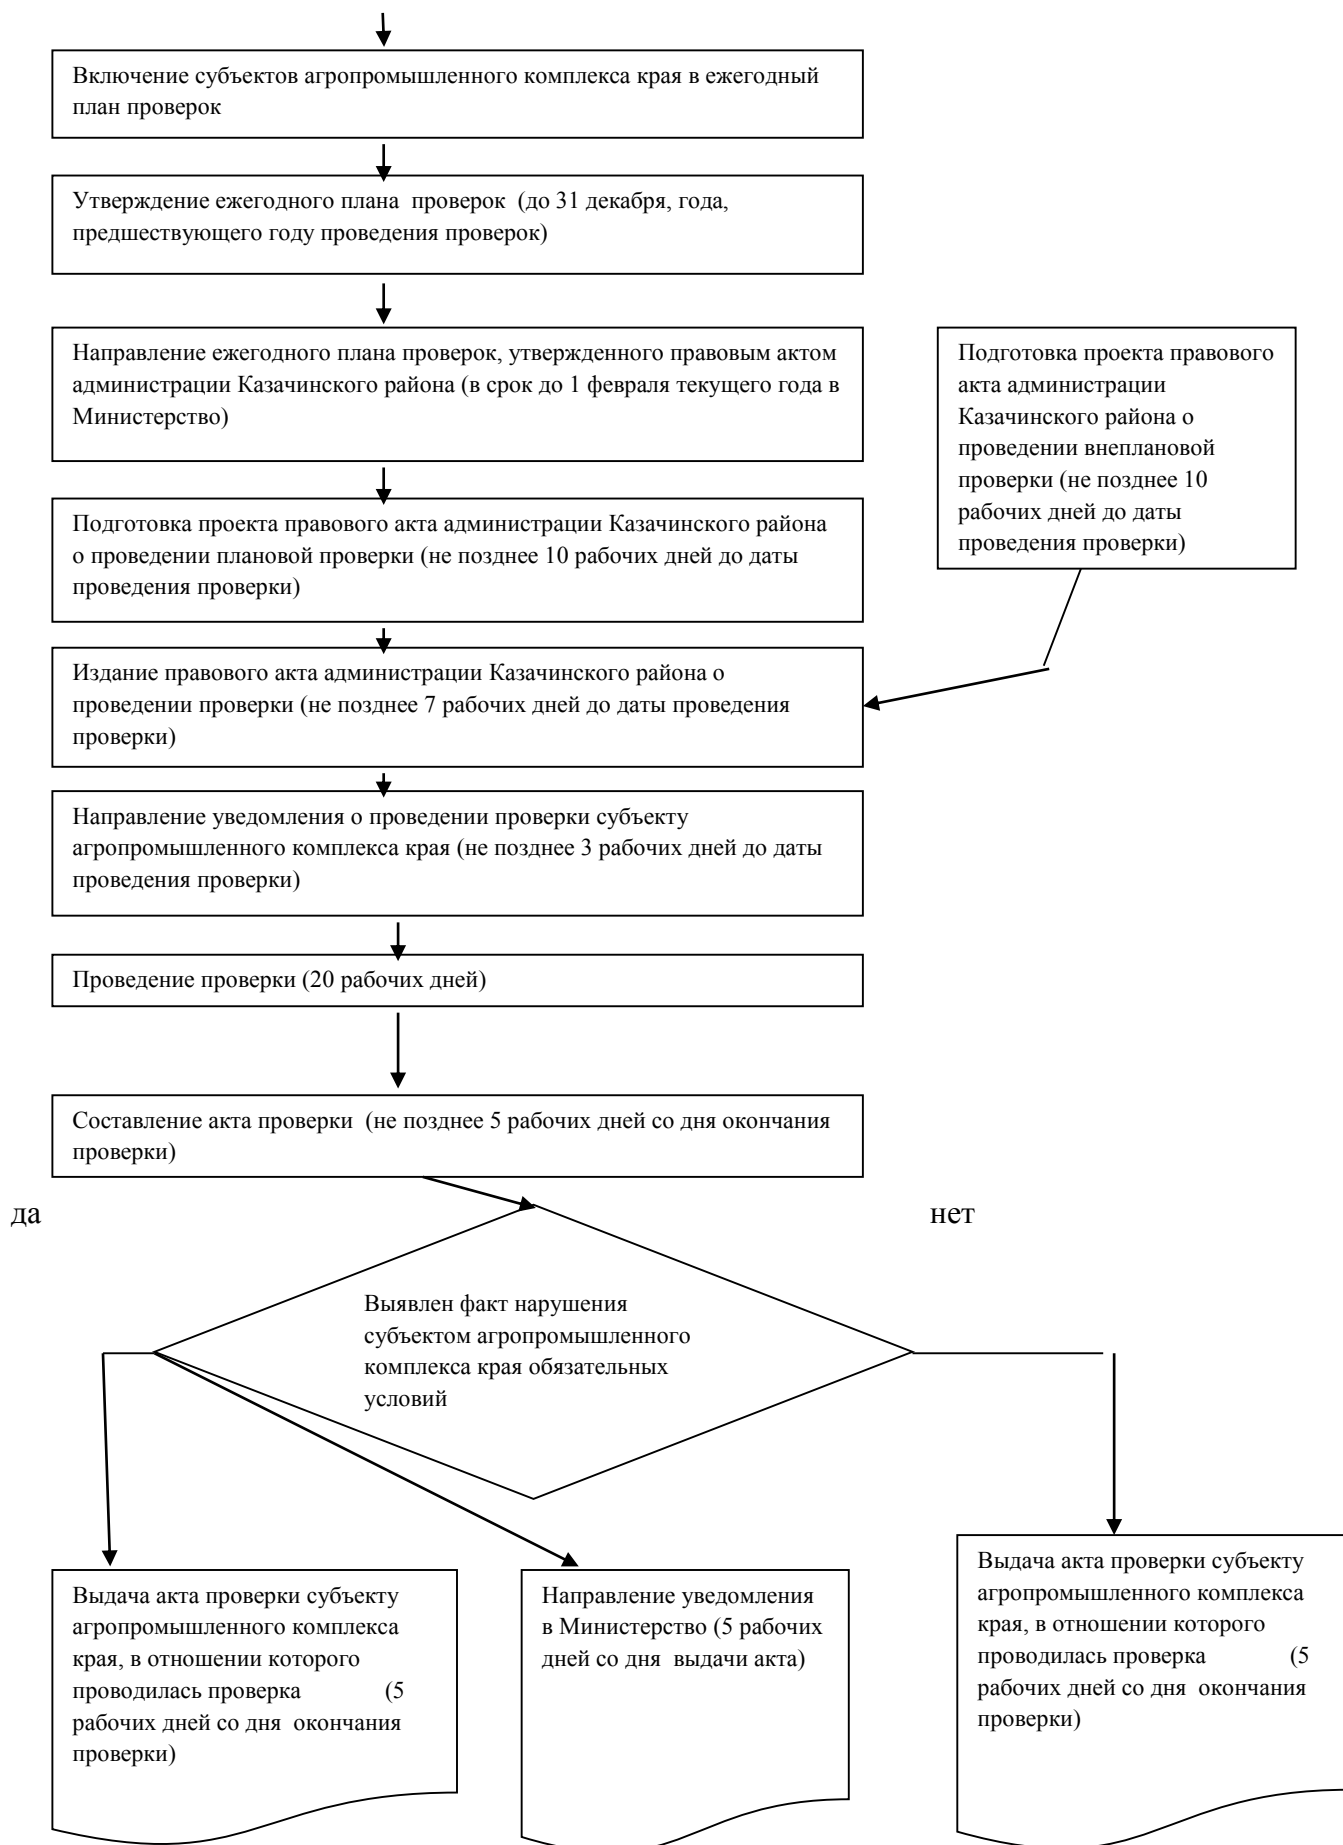 Включение субъектов агропромышленного комплекса края в ежегодный
план проверок
Утверждение ежегодного плана  проверок  (до 31 декабря, года,
предшествующего году проведения проверок)
Направление ежегодного плана проверок, утвержденного правовым актом
администрации Казачинского района (в срок до 1 февраля текущего года в
Министерство)
Подготовка проекта правового
акта администрации
Казачинского района о
проведении внеплановой
проверки (не позднее 10
рабочих дней до даты
проведения проверки)
Подготовка проекта правового акта администрации Казачинского района
о проведении плановой проверки (не позднее 10 рабочих дней до даты
проведения проверки)
Издание правового акта администрации Казачинского района о
проведении проверки (не позднее 7 рабочих дней до даты проведения
проверки)
Направление уведомления о проведении проверки субъекту
агропромышленного комплекса края (не позднее 3 рабочих дней до даты
проведения проверки)
Проведение проверки (20 рабочих дней)
Составление акта проверки  (не позднее 5 рабочих дней со дня окончания
проверки)
да
нет
Выявлен факт нарушения
субъектом агропромышленного
комплекса края обязательных
условий
Выдача акта проверки субъекту
агропромышленного комплекса
края, в отношении которого
проводилась проверка (5
рабочих дней со дня  окончания
проверки)
Направление уведомления
в Министерство (5 рабочих
дней со дня  выдачи акта)
Выдача акта проверки субъекту
агропромышленного комплекса
края, в отношении которого
проводилась проверка (5
рабочих дней со дня  окончания
проверки)